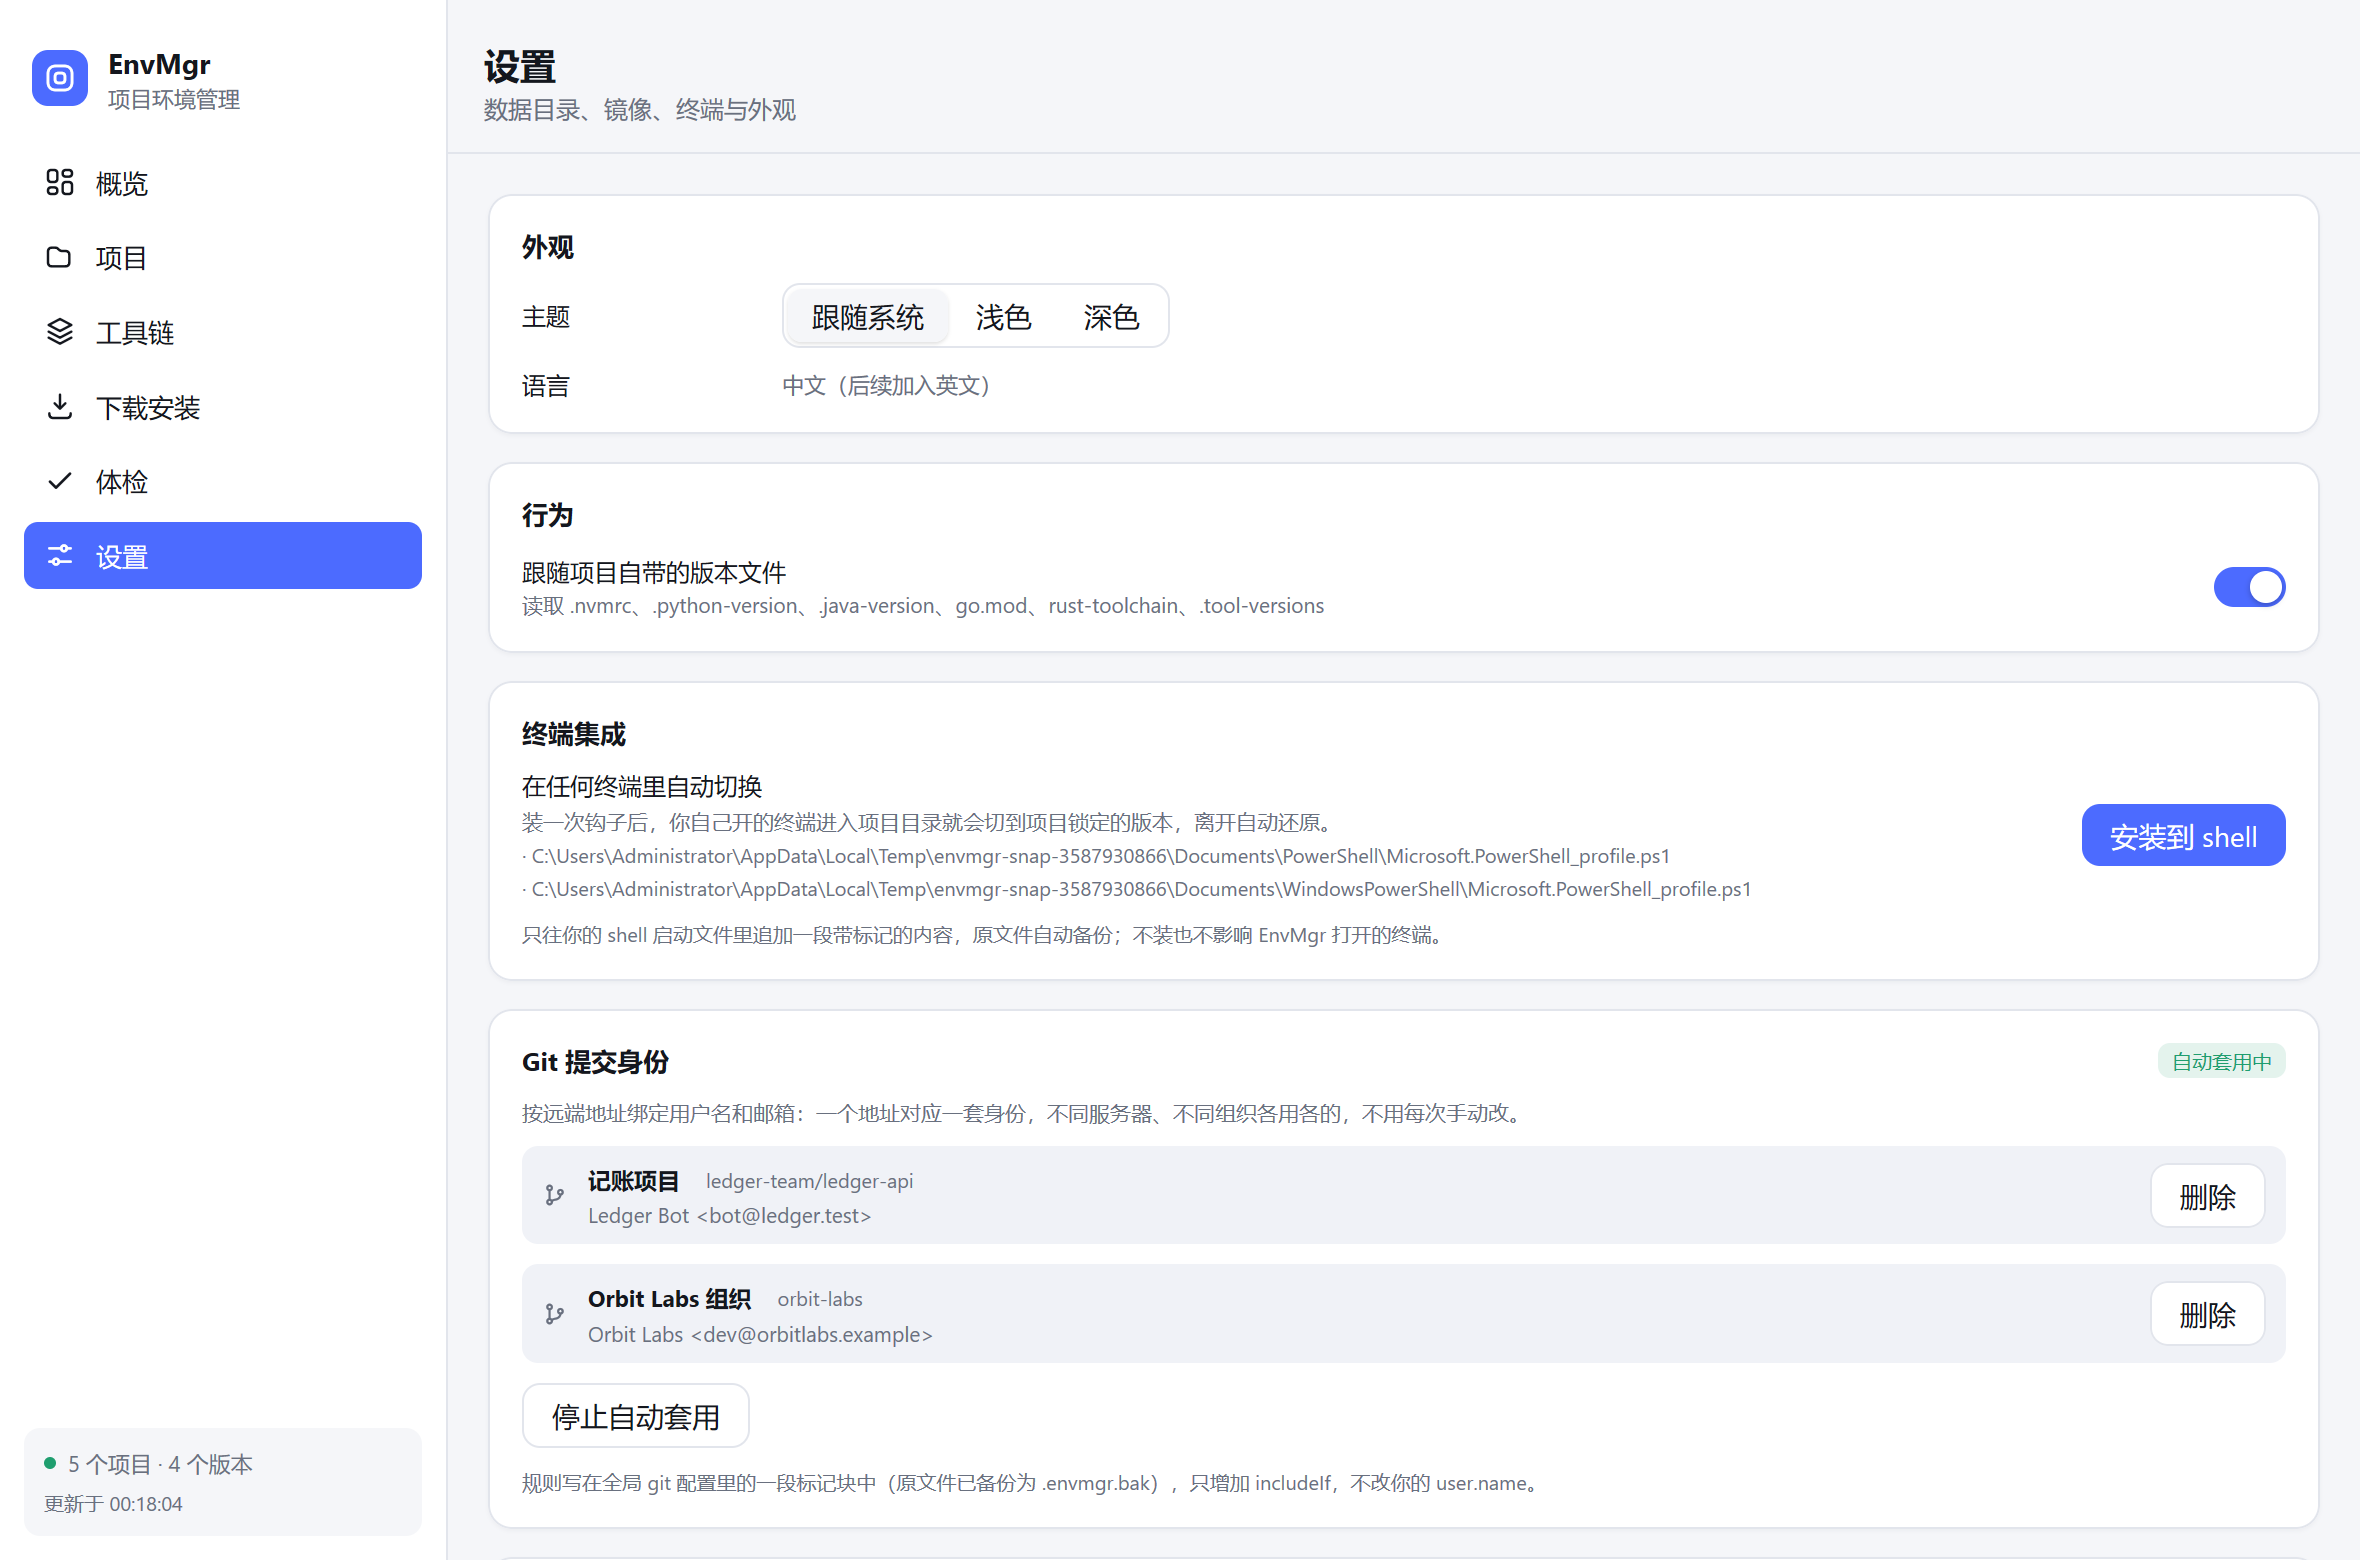 EnvMgr
项目环境管理
概览
项目
工具链
下载安装
体检
设置
5 个项目 · 4 个版本
更新于 00:18:04
设置
数据目录、镜像、终端与外观
外观
主题
跟随系统 浅色 深色
语言
中文（后续加入英文）
行为
跟随项目自带的版本文件
读取 .nvmrc、.python-version、.java-version、go.mod、rust-toolchain、.tool-versions
终端集成
在任何终端里自动切换
装一次钩子后，你自己开的终端进入项目目录就会切到项目锁定的版本，离开自动还原。
· C:\Users\Administrator\AppData\Local\Temp\envmgr-snap-3587930866\Documents\PowerShell\Microsoft.PowerShell_profile.ps1
· C:\Users\Administrator\AppData\Local\Temp\envmgr-snap-3587930866\Documents\WindowsPowerShell\Microsoft.PowerShell_profile.ps1
安装到 shell
只往你的 shell 启动文件里追加一段带标记的内容，原文件自动备份；不装也不影响 EnvMgr 打开的终端。
Git 提交身份
自动套用中
按远端地址绑定用户名和邮箱：一个地址对应一套身份，不同服务器、不同组织各用各的，不用每次手动改。
记账项目 ledger-team/ledger-api
Ledger Bot <bot@ledger.test>
删除
Orbit Labs 组织 orbit-labs
Orbit Labs <dev@orbitlabs.example>
删除
停止自动套用
规则写在全局 git 配置里的一段标记块中（原文件已备份为 .envmgr.bak），只增加 includeIf，不改你的 user.name。